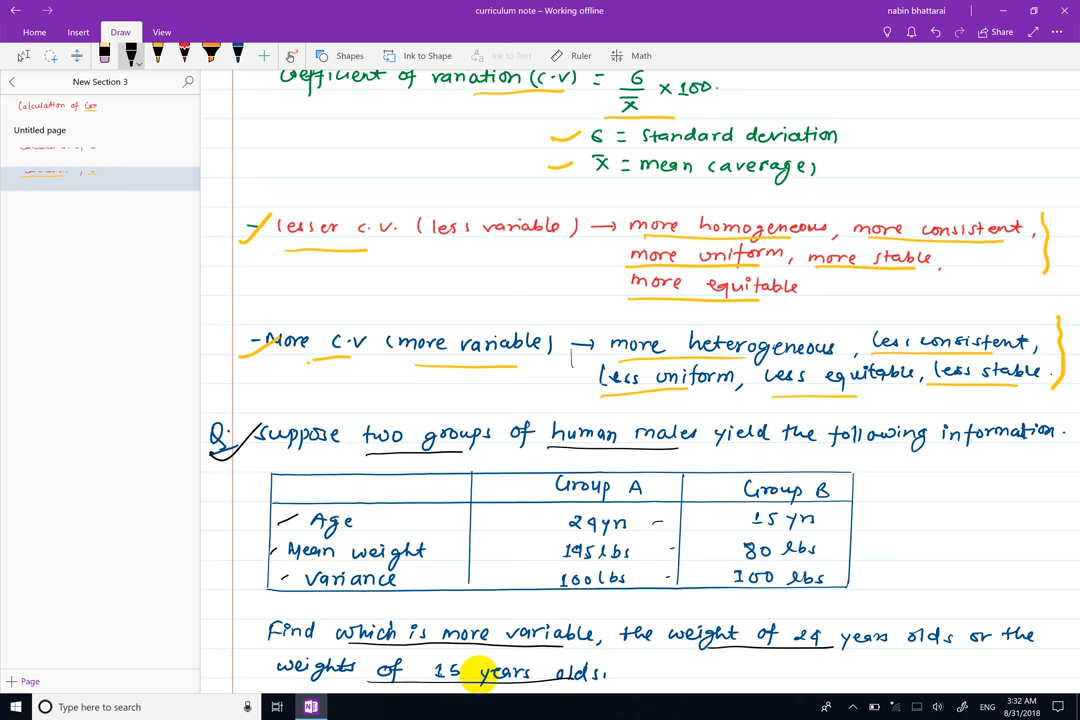 curriculum note – Working offline
nabin bhattarai
Home Insert Draw View
Share
Shapes Ink to Shape Ink to Text Ruler Math
New Section 3
Calculation of Coe
Untitled page
Coefficient of variation (C.V) = 6/x̄ × 100.
6 = standard deviation
x̄ = mean (average)
- Lesser C.V. (less variable) → more homogeneous, more consistent,
more uniform, more stable,
more equitable
- More C.V (more variable) → more heterogeneous, less consistent,
less uniform, less equitable, less stable.
Q: Suppose two groups of human males yield the following information.
Group A Group B
Age 24yr 15 yr
Mean weight 145lbs 80 lbs
Variance 100lbs 100 lbs
Find which is more variable, the weight of 24 years olds or the
weights of 15 years olds.
+ Page
Type here to search
ENG
3:32 AM
8/31/2018